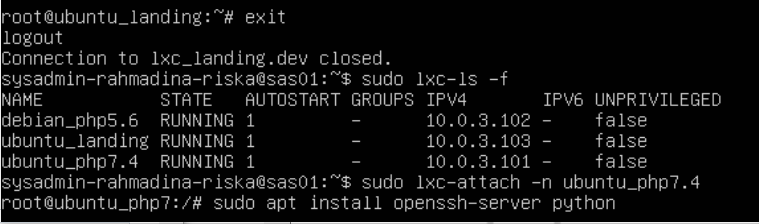 root@ubuntu_landing:~# exit
logout
Connection to lxc_landing.dev closed.
sysadmin-rahmadina-riska@sas01:~$ sudo lxc-ls -f
NAME           STATE   AUTOSTART GROUPS IPV4       IPV6 UNPRIVILEGED
debian_php5.6  RUNNING 1         -      10.0.3.102 -    false
ubuntu_landing RUNNING 1         -      10.0.3.103 -    false
ubuntu_php7.4  RUNNING 1         -      10.0.3.101 -    false
sysadmin-rahmadina-riska@sas01:~$ sudo lxc-attach -n ubuntu_php7.4
root@ubuntu_php7:/# sudo apt install openssh-server python